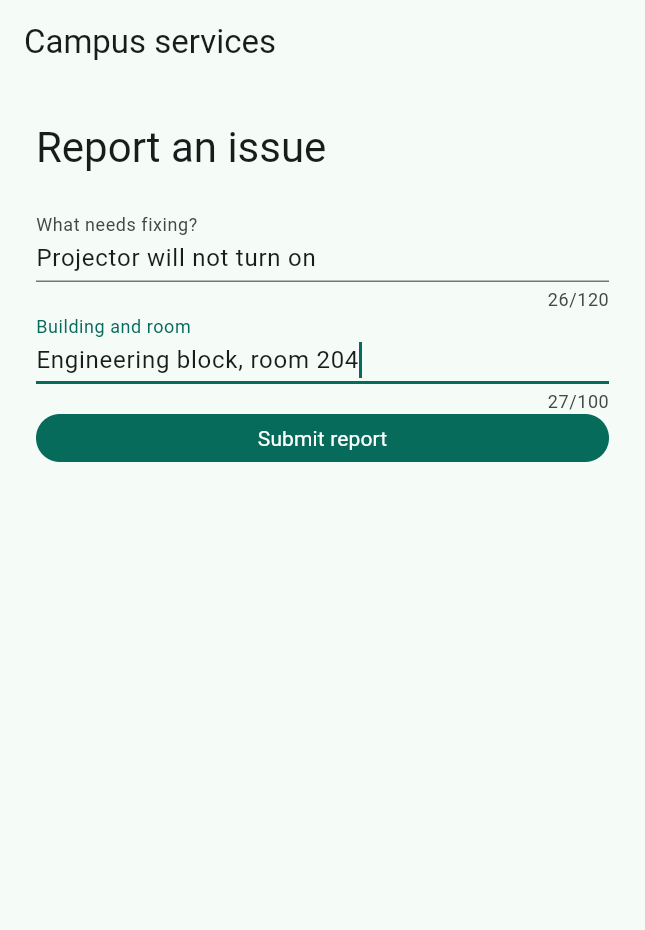 Campus services
Report an issue
What needs fixing?
Projector will not turn on
26/120
Building and room
Engineering block, room 204
27/100
Submit report